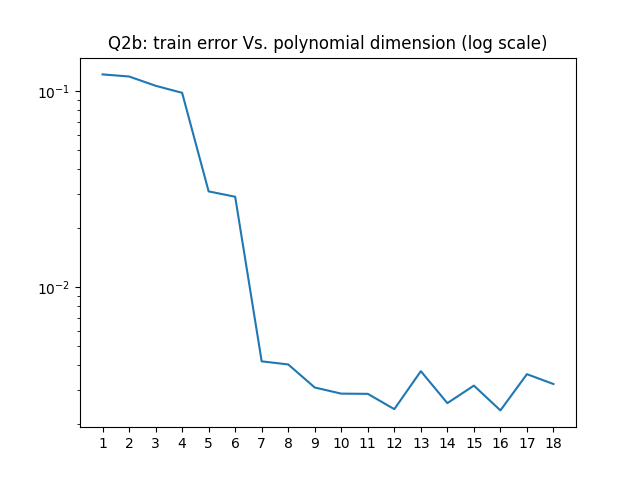 Q2b: train error Vs. polynomial dimension (log scale)
10⁻¹
10⁻²
1 2 3 4 5 6 7 8 9 10 11 12 13 14 15 16 17 18